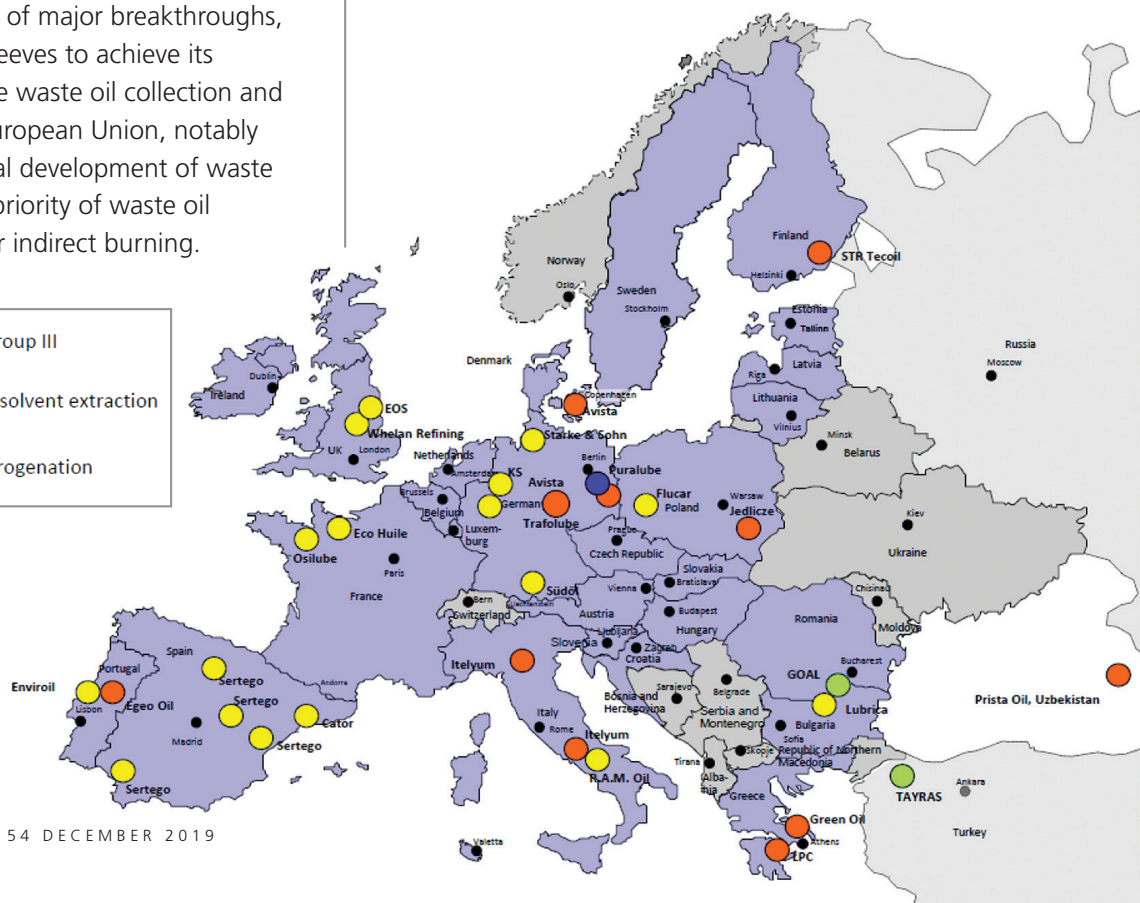 of major breakthroughs,
eeves to achieve its
e waste oil collection and
uropean Union, notably
al development of waste
priority of waste oil
r indirect burning.
roup III
solvent extraction
rogenation
Finland
STR Tecoil
Helsinki
Norway
Oslo
Sweden
Stockholm
Estonia
Tallinn
Russia
Moscow
Denmark
Riga
Latvia
Dublin
Ireland
Copenhagen
Avista
Lithuania
Vilnius
EOS
Whelan Refining
Starke & Sohn
Minsk
Belarus
UK
London
Netherlands
Amsterdam
KS
Berlin
Puralube
Avista
Brussels
Belgium
German
Trafolube
Flucar
Poland
Warsaw
Jedlicze
Kiev
Ukraine
Luxem-
burg
Eco Huile
Osilube
Paris
France
Prague
Czech Republic
Slovakia
Bratislava
Vienna
Südöl
Chisinau
Moldova
Bern
Switzerland
Liechtenstein
Austria
Budapest
Hungary
Romania
Ljubljana
Slovenia
Zagreb
Croatia
Spain
Portugal
Sertego
Andorra
Itelyum
Bucharest
GOAL
Enviroil
Lisbon
Egeo Oil
Sertego
Cator
Madrid
Sertego
Sertego
Bosnia and
Herzegovina
Sarajevo
Belgrade
Serbia and
Montenegro
Lubrica
Bulgaria
Sofia
Prista Oil, Uzbekistan
Italy
Rome
Itelyum
R.A.M. Oil
Tirana
Alba-
nia
Skopje
Republic of Northern
Macedonia
Greece
TAYRAS
Ankara
Turkey
Green Oil
Athens
LPC
Valetta
54 DECEMBER 2019